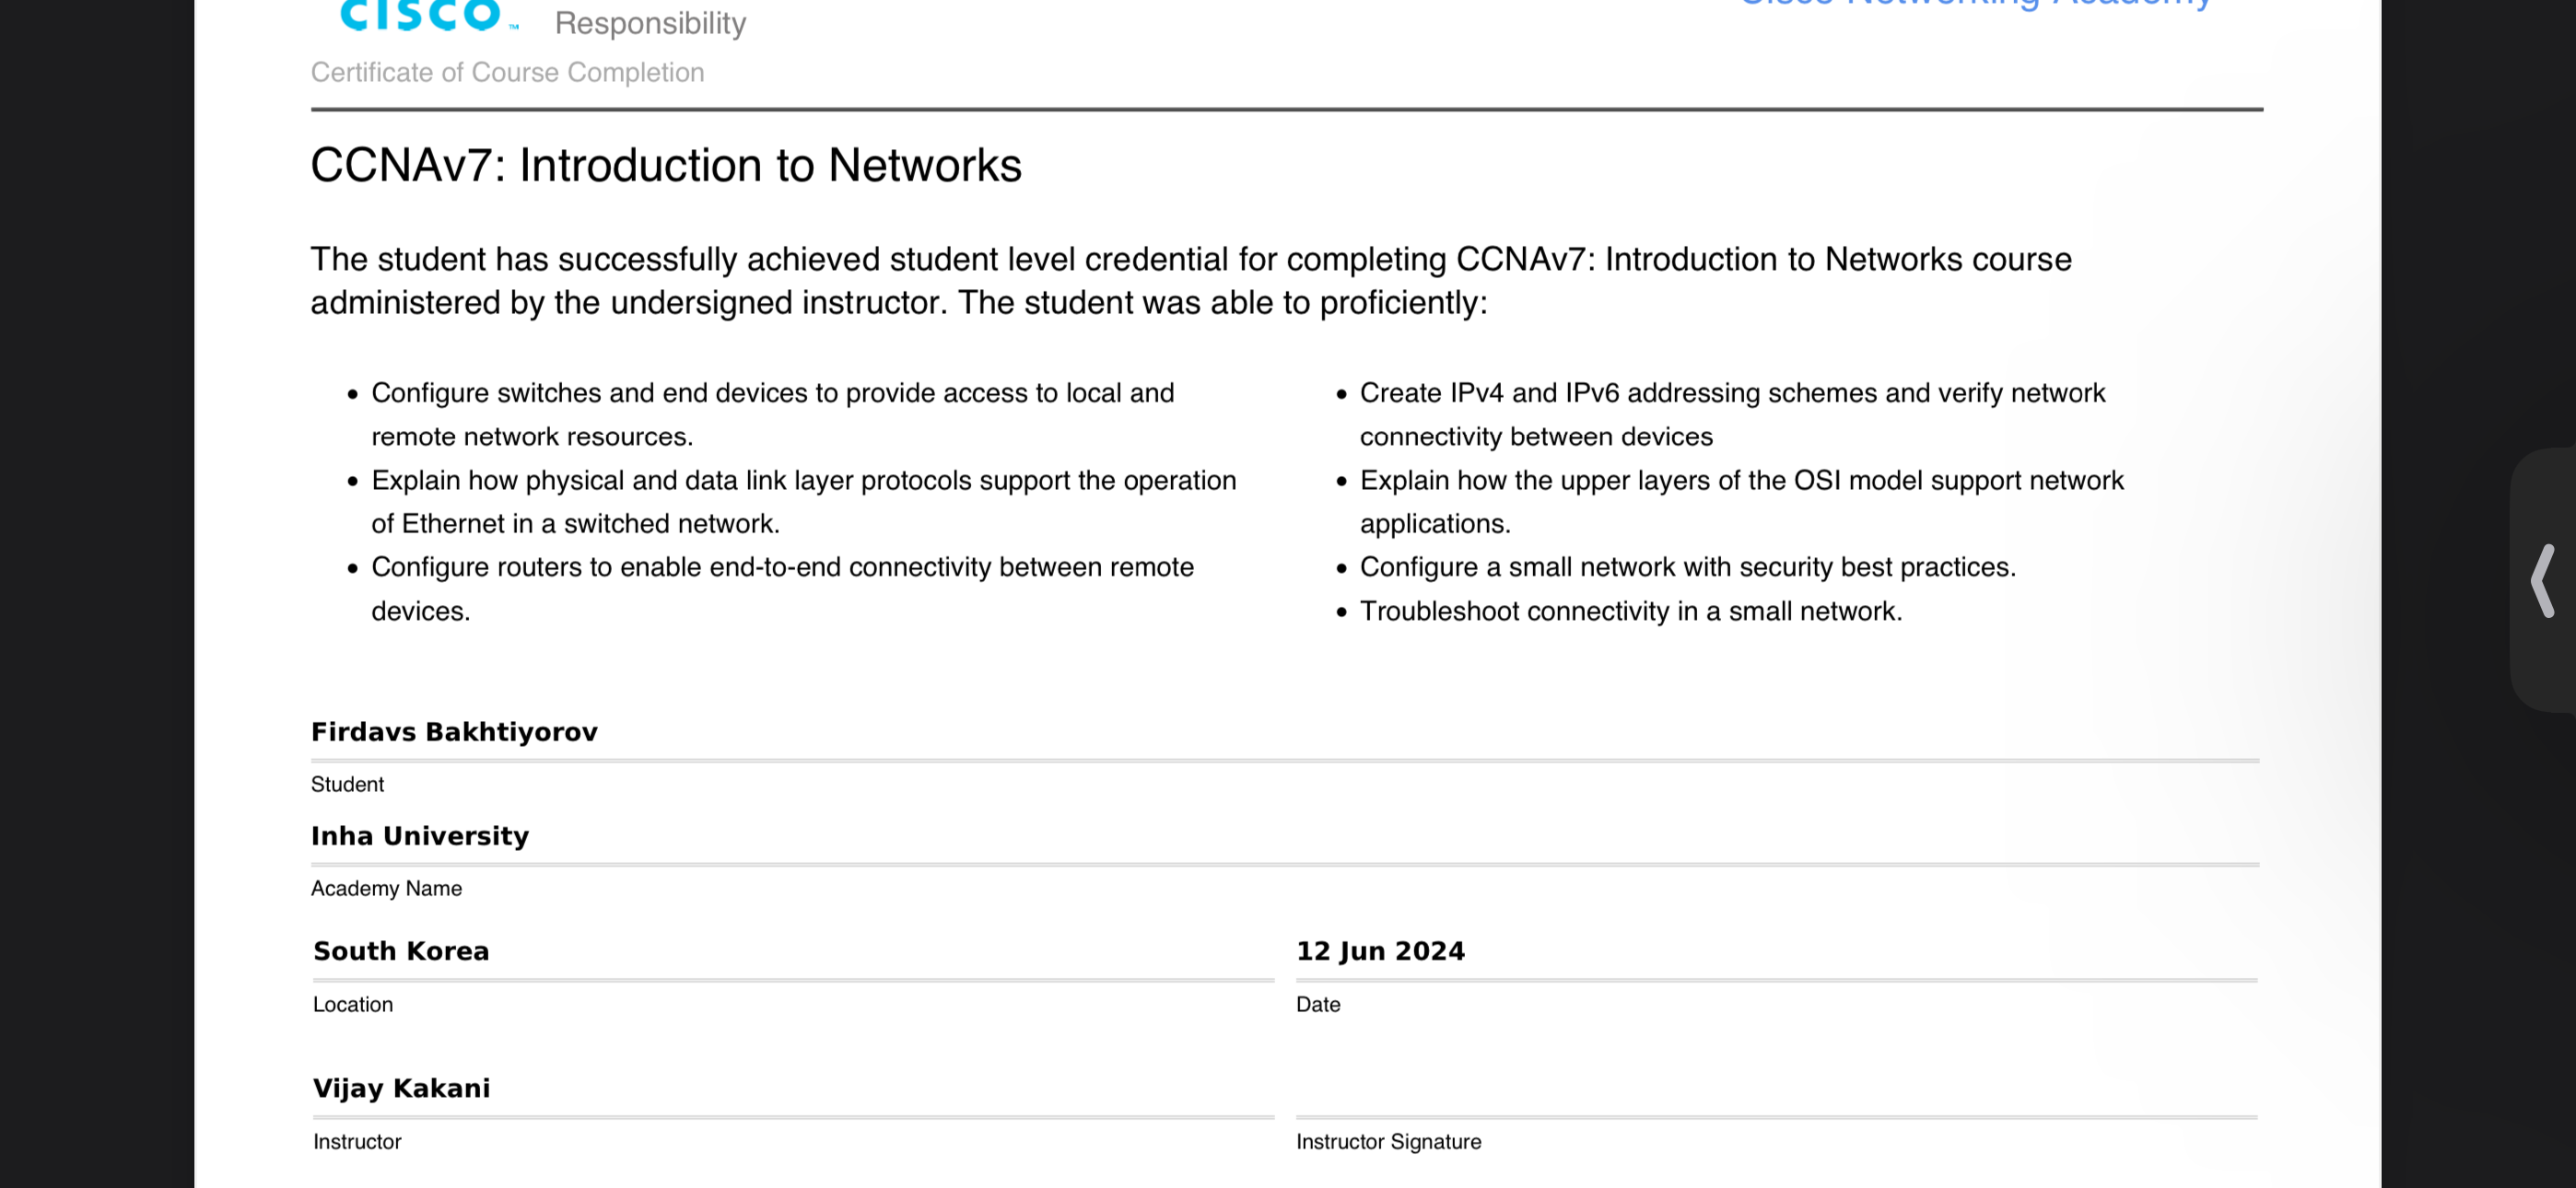 CISCO™ Responsibility
Cisco Networking Academy
Certificate of Course Completion
CCNAv7: Introduction to Networks
The student has successfully achieved student level credential for completing CCNAv7: Introduction to Networks course
administered by the undersigned instructor. The student was able to proficiently:
• Configure switches and end devices to provide access to local and
remote network resources.
• Explain how physical and data link layer protocols support the operation
of Ethernet in a switched network.
• Configure routers to enable end-to-end connectivity between remote
devices.
• Create IPv4 and IPv6 addressing schemes and verify network
connectivity between devices
• Explain how the upper layers of the OSI model support network
applications.
• Configure a small network with security best practices.
• Troubleshoot connectivity in a small network.
Firdavs Bakhtiyorov
Student
Inha University
Academy Name
South Korea
Location
12 Jun 2024
Date
Vijay Kakani
Instructor
Instructor Signature